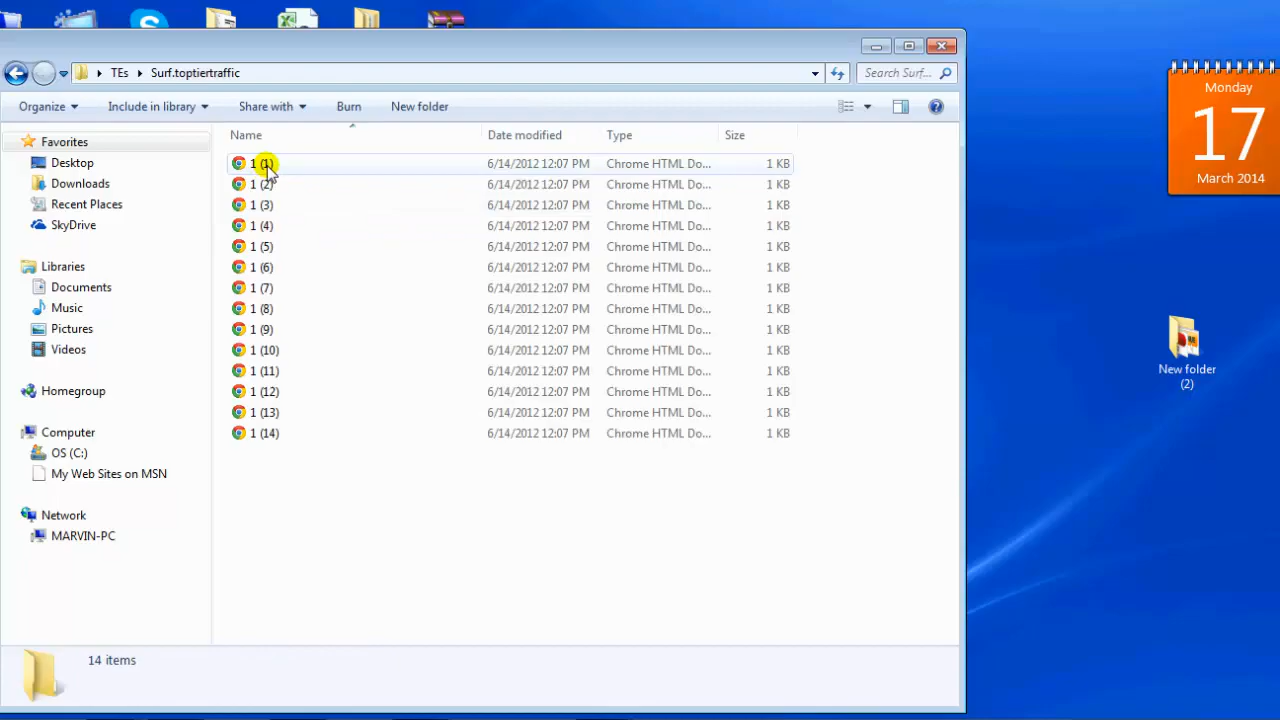 TEs Surf.toptiertraffic Search Surf...
Organize Include in library Share with Burn New folder
Name Date modified Type Size
Favorites
Desktop
Downloads
Recent Places
SkyDrive
Libraries
Documents
Music
Pictures
Videos
Homegroup
Computer
OS (C:)
My Web Sites on MSN
Network
MARVIN-PC
1 (1) 6/14/2012 12:07 PM Chrome HTML Do... 1 KB
1 (2) 6/14/2012 12:07 PM Chrome HTML Do... 1 KB
1 (3) 6/14/2012 12:07 PM Chrome HTML Do... 1 KB
1 (4) 6/14/2012 12:07 PM Chrome HTML Do... 1 KB
1 (5) 6/14/2012 12:07 PM Chrome HTML Do... 1 KB
1 (6) 6/14/2012 12:07 PM Chrome HTML Do... 1 KB
1 (7) 6/14/2012 12:07 PM Chrome HTML Do... 1 KB
1 (8) 6/14/2012 12:07 PM Chrome HTML Do... 1 KB
1 (9) 6/14/2012 12:07 PM Chrome HTML Do... 1 KB
1 (10) 6/14/2012 12:07 PM Chrome HTML Do... 1 KB
1 (11) 6/14/2012 12:07 PM Chrome HTML Do... 1 KB
1 (12) 6/14/2012 12:07 PM Chrome HTML Do... 1 KB
1 (13) 6/14/2012 12:07 PM Chrome HTML Do... 1 KB
1 (14) 6/14/2012 12:07 PM Chrome HTML Do... 1 KB
14 items
Monday
17
March 2014
New folder
(2)